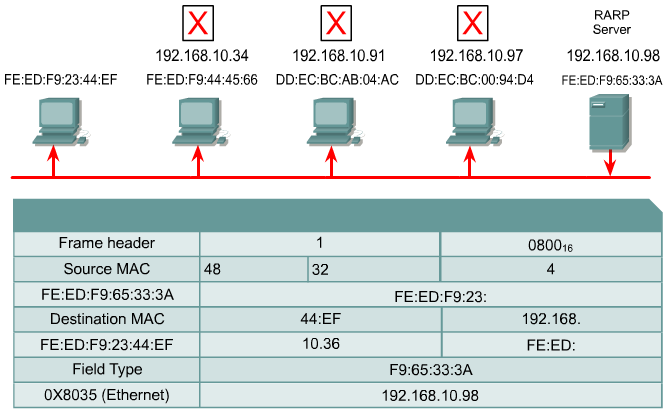 RARP
Server
X X X
192.168.10.34 192.168.10.91 192.168.10.97 192.168.10.98
FE:ED:F9:23:44:EF FE:ED:F9:44:45:66 DD:EC:BC:AB:04:AC DD:EC:BC:00:94:D4 FE:ED:F9:65:33:3A
Frame header 1 0800₁₆
Source MAC 48 32 4
FE:ED:F9:65:33:3A FE:ED:F9:23:
Destination MAC 44:EF 192.168.
FE:ED:F9:23:44:EF 10.36 FE:ED:
Field Type F9:65:33:3A
0X8035 (Ethernet) 192.168.10.98